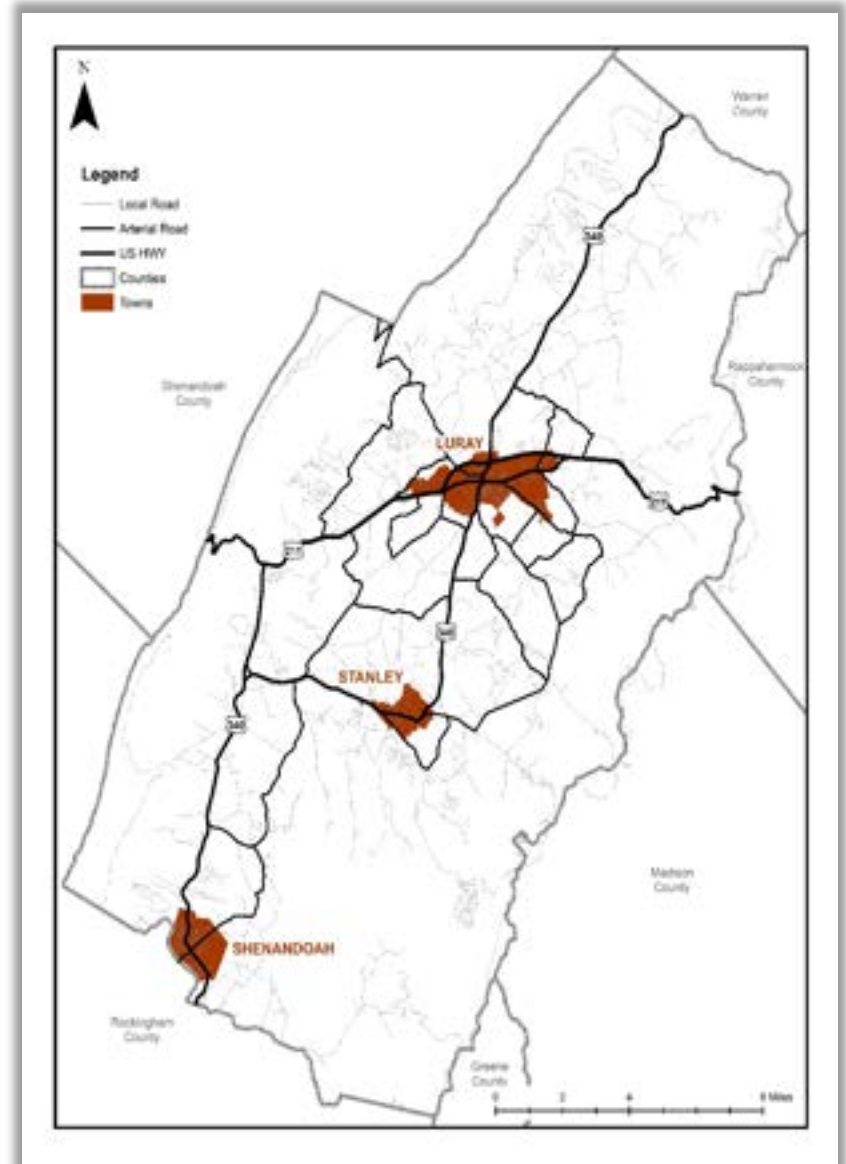 N
Legend
Local Road
Arterial Road
US HWY
Counties
Towns
Warren
County
340
Rappahannock
County
Shenandoah
County
LURAY
211
211
340
STANLEY
340
Madison
County
SHENANDOAH
Rockingham
County
Greene
County
0 2 4 8 Miles